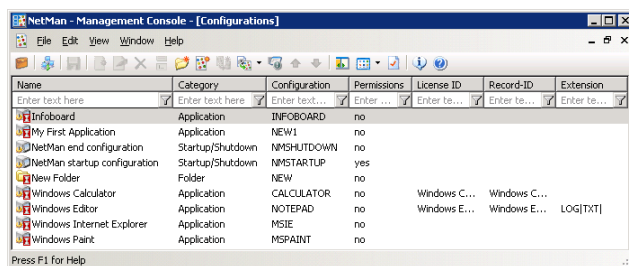 NetMan - Management Console - [Configurations]
File Edit View Window Help
Name Category Configuration Permissions License ID Record-ID Extension
Enter text here Enter text here Enter text... Enter ... Enter te... Enter te... Enter te...
Infoboard Application INFOBOARD no
My First Application Application NEW1 no
NetMan end configuration Startup/Shutdown NMSHUTDOWN no
NetMan startup configuration Startup/Shutdown NMSTARTUP yes
New Folder Folder NEW no
Windows Calculator Application CALCULATOR no Windows C... Windows C...
Windows Editor Application NOTEPAD no Windows E... Windows E... LOG|TXT|
Windows Internet Explorer Application MSIE no
Windows Paint Application MSPAINT no
Press F1 for Help